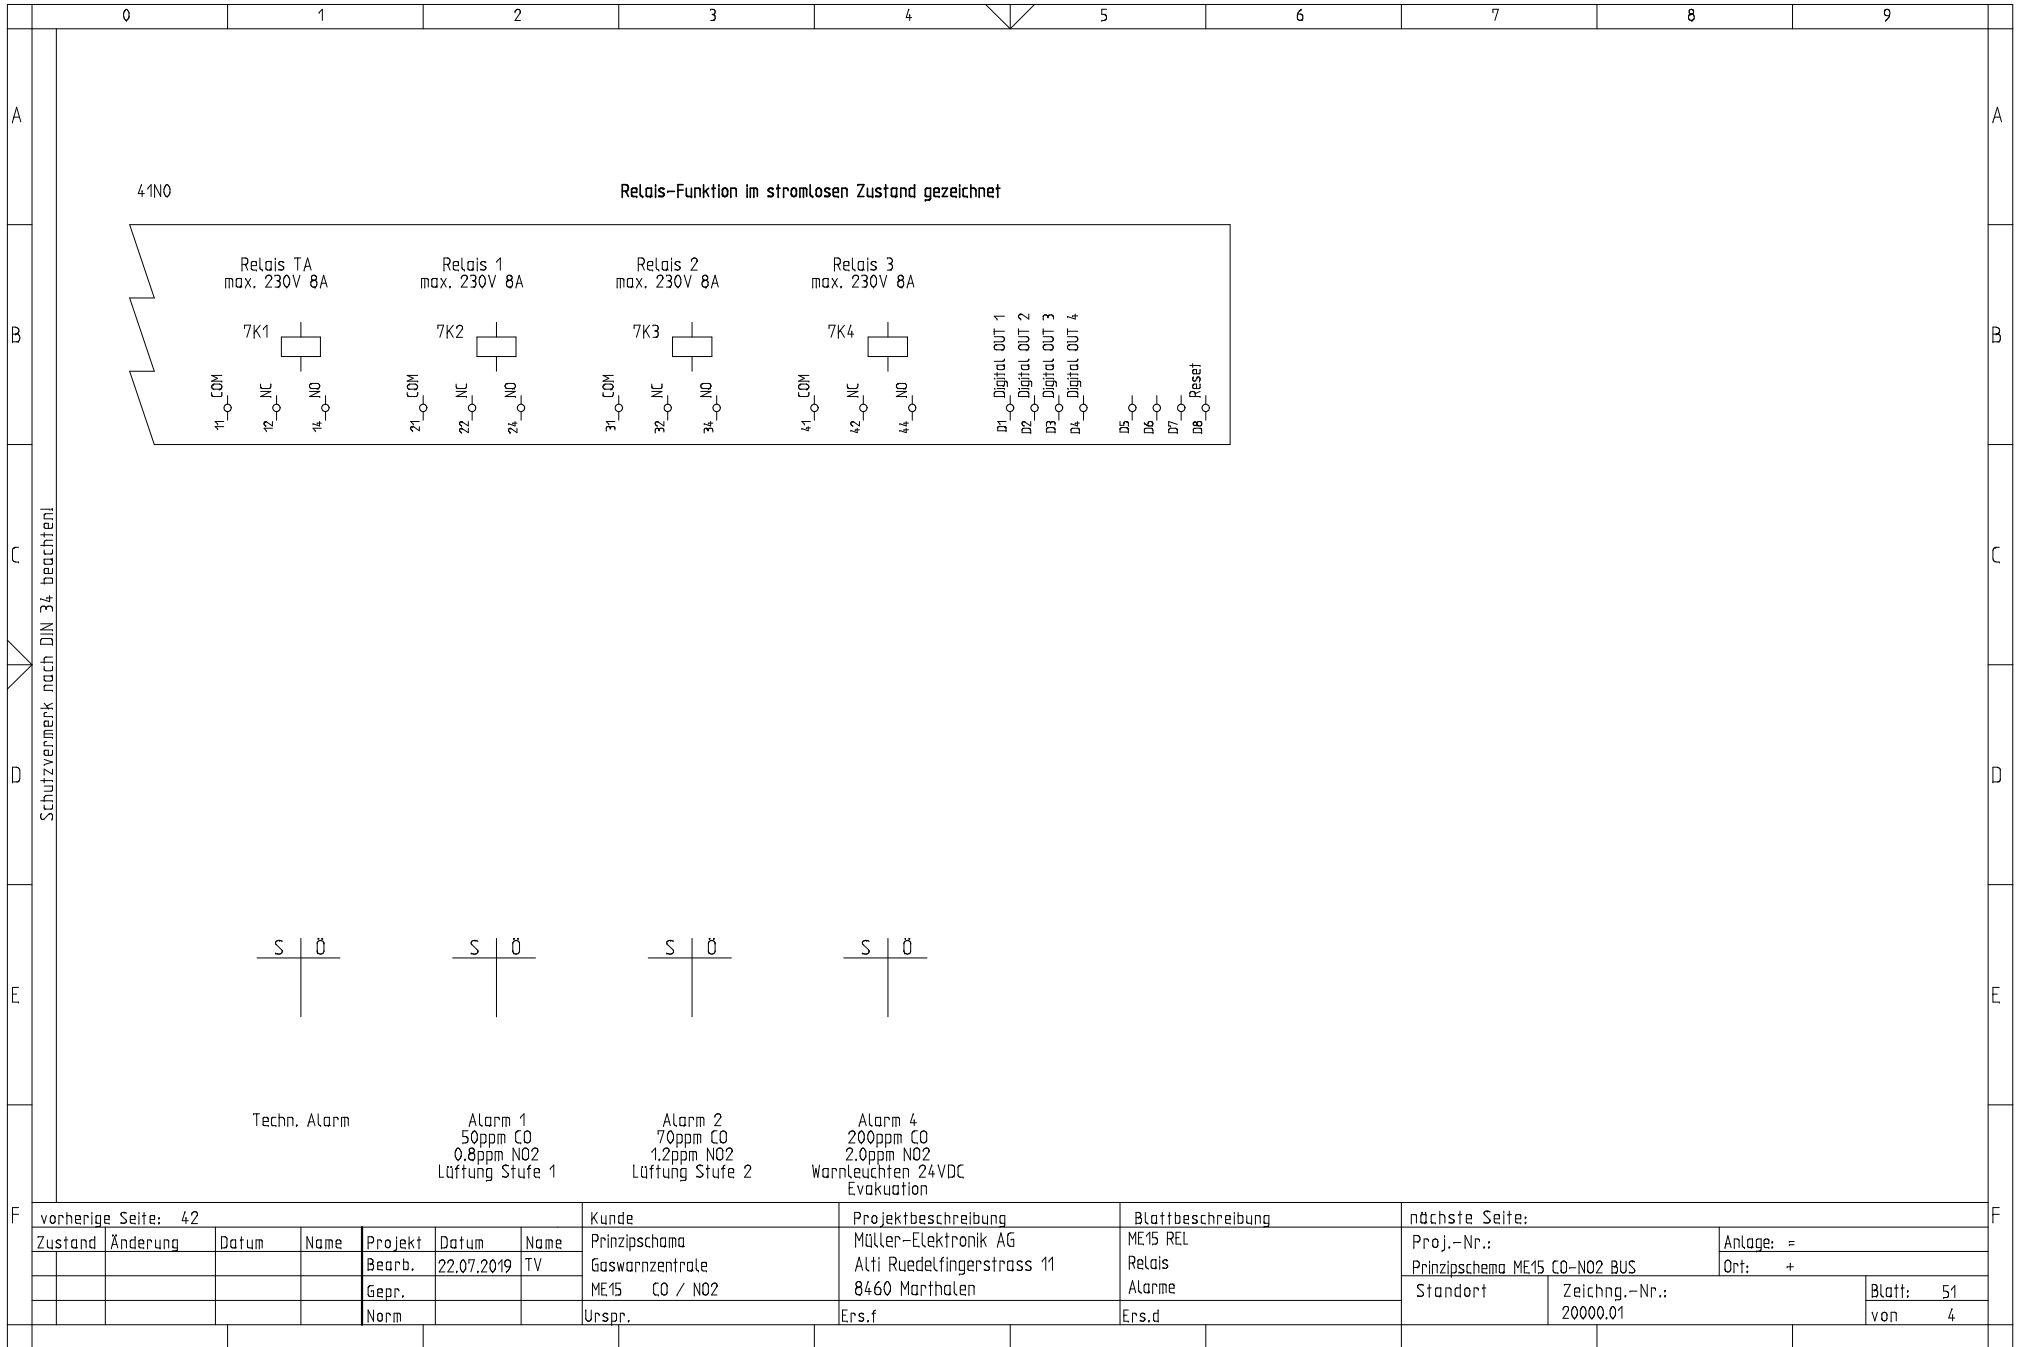 0 1 2 3 4 5 6 7 8 9
A A
41N0 Relais-Funktion im stromlosen Zustand gezeichnet
Relais TA Relais 1 Relais 2 Relais 3
max. 230V 8A max. 230V 8A max. 230V 8A max. 230V 8A
B 7K1 7K2 7K3 7K4 B
Digital OUT 1 Digital OUT 2 Digital OUT 3 Digital OUT 4 Reset
COM NC NO COM NC NO COM NC NO COM NC NO
11 12 14 21 22 24 31 32 34 41 42 44 D1 D2 D3 D4 D5 D6 D7 D8
C C
Schutzvermerk nach DIN 34 beachten!
D D
S Ö S Ö S Ö S Ö
E E
Techn. Alarm Alarm 1 Alarm 2 Alarm 4
50ppm CO 70ppm CO 200ppm CO
0.8ppm NO2 1.2ppm NO2 2.0ppm NO2
Lüftung Stufe 1 Lüftung Stufe 2 Warnleuchten 24VDC
Evakuation
F F
vorherige Seite: 42 Kunde Projektbeschreibung Blattbeschreibung nächste Seite:
Zustand Änderung Datum Name Projekt Datum Name Prinzipschama Müller-Elektronik AG ME15 REL Proj.-Nr.: Anlage: =
Bearb. 22.07.2019 TV Gaswarnzentrale Alti Ruedelfingerstrass 11 Relais Prinzipschema ME15 CO-NO2 BUS Ort: +
Gepr. ME15 CO / NO2 8460 Marthalen Alarme Standort Zeichng.-Nr.: Blatt: 51
Norm Urspr. Ers.f Ers.d 20000.01 von 4